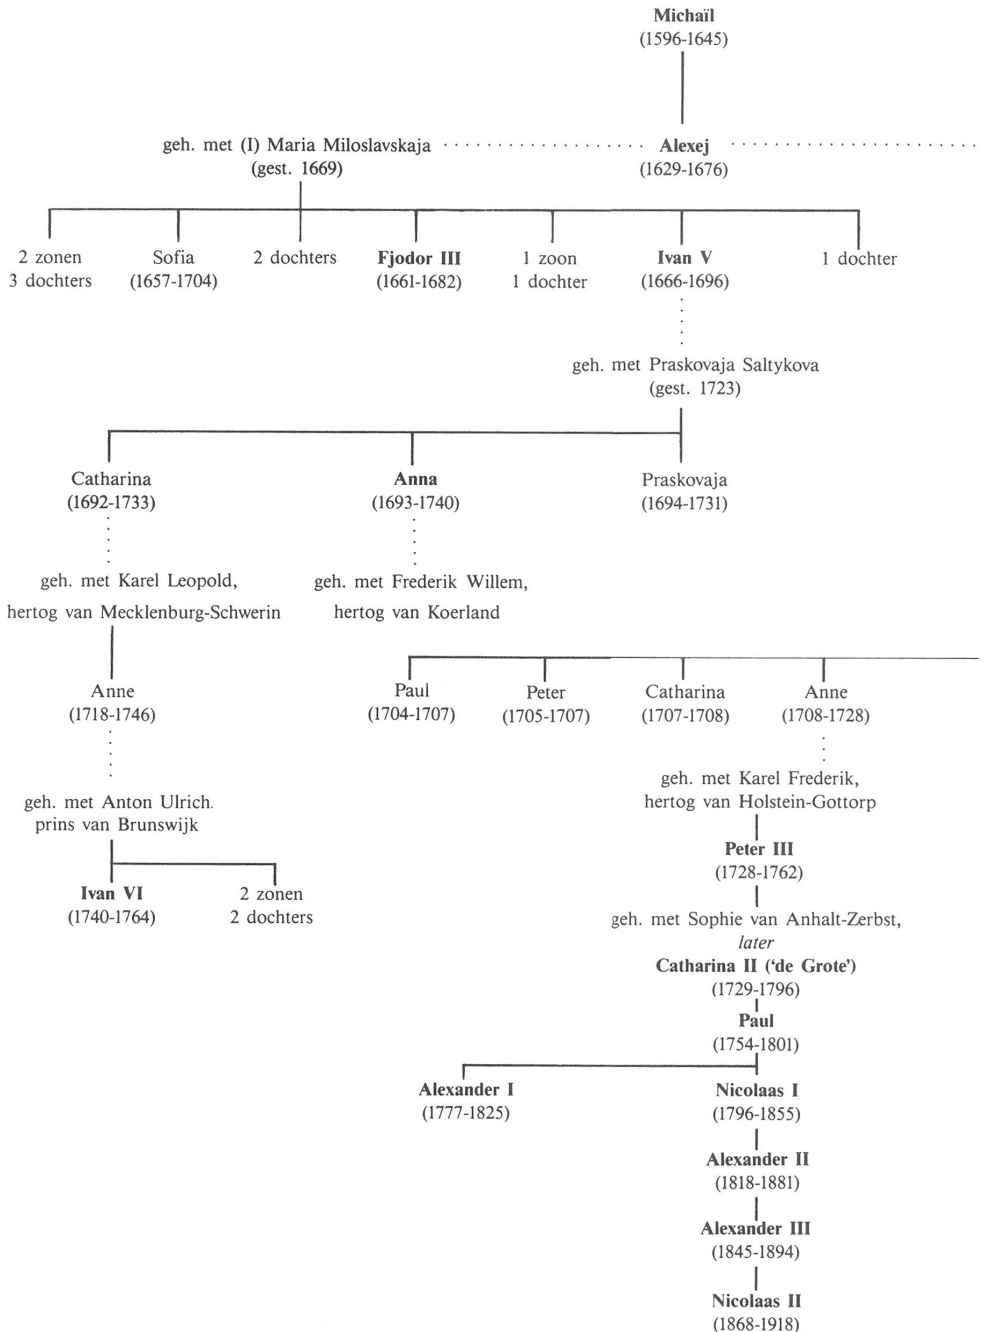 Michaïl
(1596-1645)
geh. met (I) Maria Miloslavskaja . . . . . . . . . . . . . . . . . . . . . Alexej . . . . . . . . . . . . . . . . . . . . . . . . .
(gest. 1669) (1629-1676)
2 zonen Sofia 2 dochters Fjodor III 1 zoon Ivan V 1 dochter
3 dochters (1657-1704) (1661-1682) 1 dochter (1666-1696)
geh. met Praskovaja Saltykova
(gest. 1723)
Catharina Anna Praskovaja
(1692-1733) (1693-1740) (1694-1731)
geh. met Karel Leopold, geh. met Frederik Willem,
hertog van Mecklenburg-Schwerin hertog van Koerland
Anne Paul Peter Catharina Anne
(1718-1746) (1704-1707) (1705-1707) (1707-1708) (1708-1728)
geh. met Karel Frederik,
hertog van Holstein-Gottorp
geh. met Anton Ulrich.
prins van Brunswijk
Peter III
(1728-1762)
Ivan VI 2 zonen
(1740-1764) 2 dochters
geh. met Sophie van Anhalt-Zerbst,
later
Catharina II (‘de Grote’)
(1729-1796)
Paul
(1754-1801)
Alexander I Nicolaas I
(1777-1825) (1796-1855)
Alexander II
(1818-1881)
Alexander III
(1845-1894)
Nicolaas II
(1868-1918)